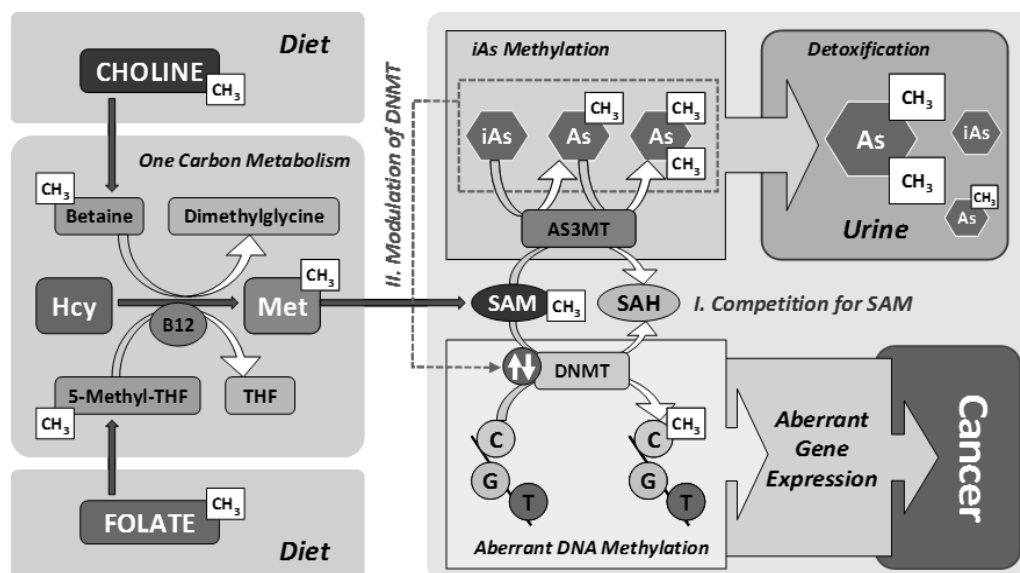 Diet
CHOLINE
CH3
One Carbon Metabolism
CH3
Betaine
Dimethylglycine
Hcy
B12
Met
CH3
5-Methyl-THF
CH3
THF
FOLATE
CH3
Diet
II. Modulation of DNMT
iAs Methylation
iAs
As
CH3
As
CH3
CH3
AS3MT
SAM
CH3
SAH
I. Competition for SAM
DNMT
C
G
T
C
CH3
G
T
Aberrant DNA Methylation
Detoxification
As
CH3
CH3
iAs
As
CH3
Urine
Aberrant
Gene
Expression
Cancer